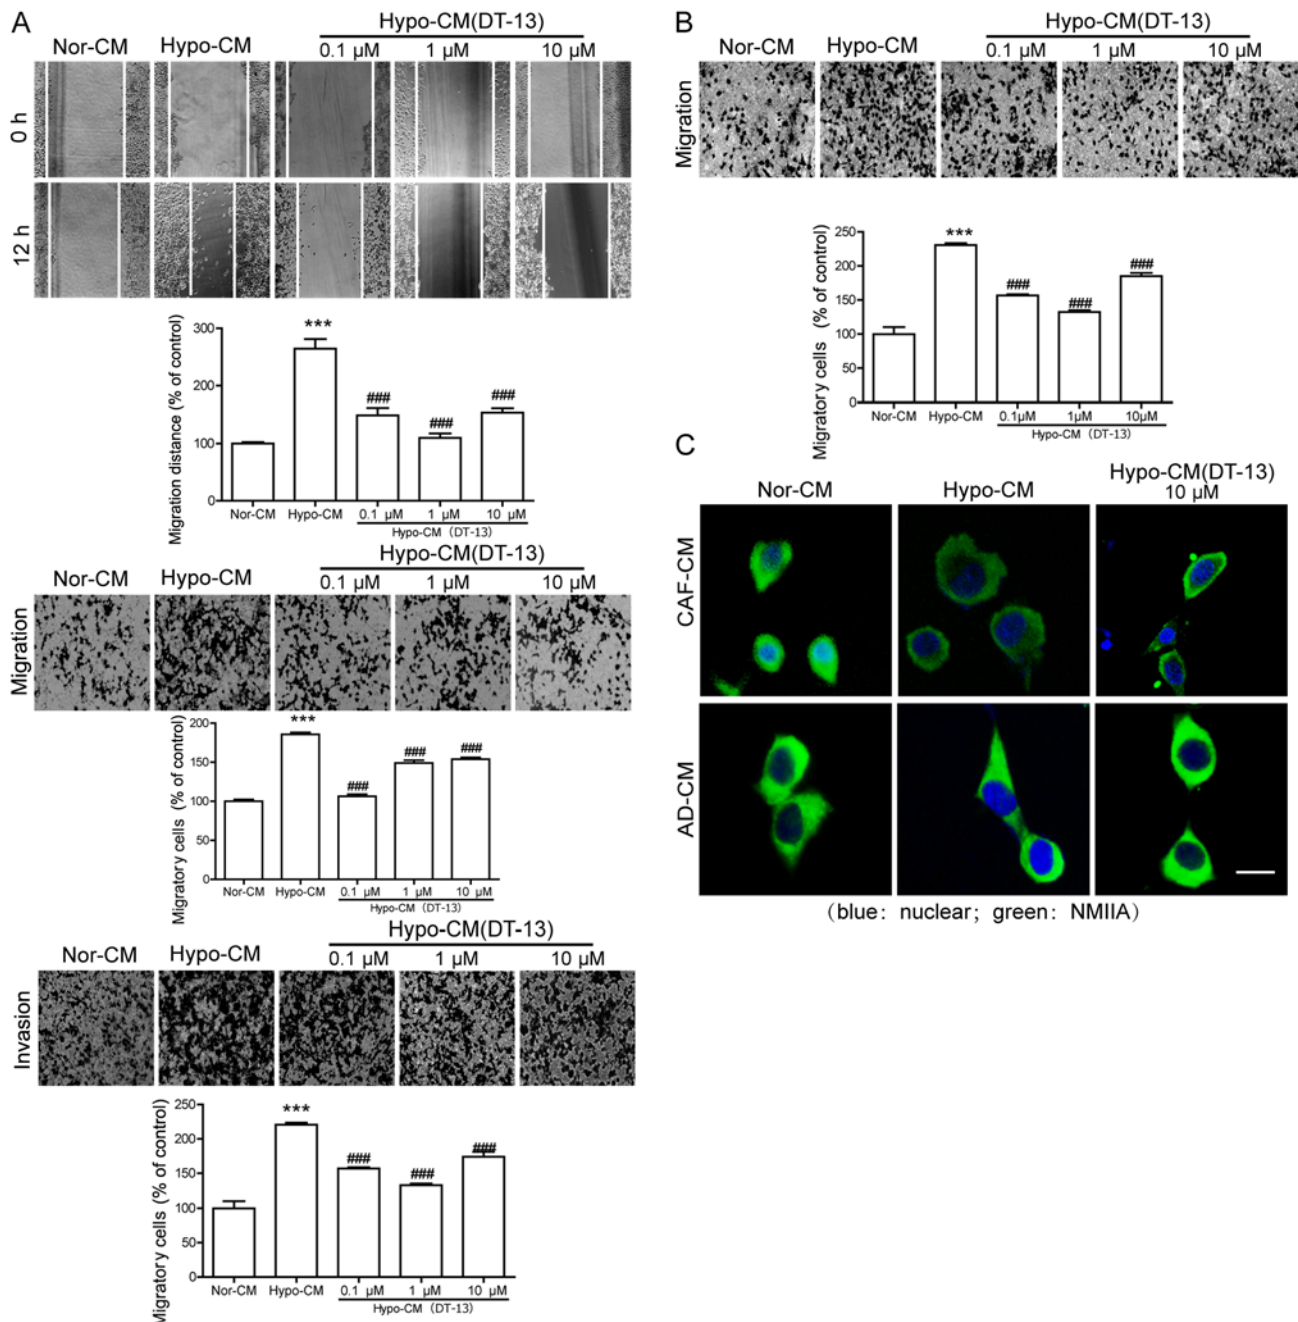 A
Hypo-CM(DT-13)
Nor-CM Hypo-CM 0.1 μM 1 μM 10 μM
0 h
12 h
Migration distance (% of control)
300
200
100
0
***
###
###
###
Nor-CM Hypo-CM 0.1 μM 1 μM 10 μM
Hypo-CM (DT-13)
Hypo-CM(DT-13)
Nor-CM Hypo-CM 0.1 μM 1 μM 10 μM
Migration
Migratory cells (% of control)
200
150
100
50
0
***
###
###
###
Nor-CM Hypo-CM 0.1 μM 1 μM 10 μM
Hypo-CM (DT-13)
Hypo-CM(DT-13)
Nor-CM Hypo-CM 0.1 μM 1 μM 10 μM
Invasion
Migratory cells (% of control)
250
200
150
100
50
0
***
###
###
###
Nor-CM Hypo-CM 0.1 μM 1 μM 10 μM
Hypo-CM (DT-13)
B
Hypo-CM(DT-13)
Nor-CM Hypo-CM 0.1 μM 1 μM 10 μM
Migration
Migratory cells (% of control)
250
200
150
100
50
0
***
###
###
###
Nor-CM Hypo-CM 0.1μM 1μM 10μM
Hypo-CM (DT-13)
C
Nor-CM Hypo-CM Hypo-CM(DT-13)
10 μM
CAF-CM
AD-CM
(blue: nuclear; green: NMIIA)